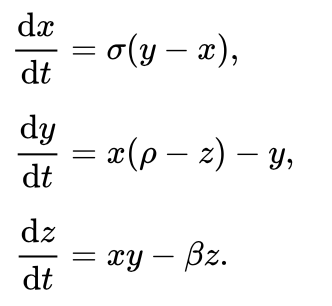 dx/dt = σ(y − x),
dy/dt = x(ρ − z) − y,
dz/dt = xy − βz.